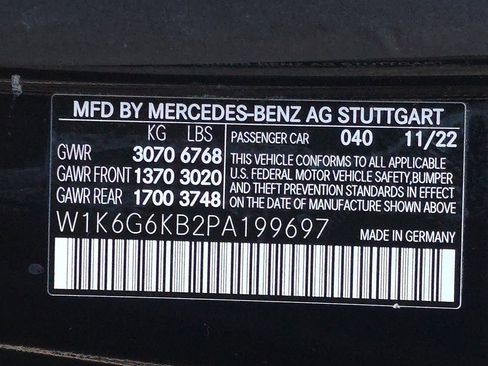 MFD BY MERCEDES-BENZ AG STUTTGART
KG LBS
PASSENGER CAR 040 11/22
GVWR 3070 6768
GAWR FRONT 1370 3020
GAWR REAR 1700 3748
THIS VEHICLE CONFORMS TO ALL APPLICABLE
U.S. FEDERAL MOTOR VEHICLE SAFETY,BUMPER
AND THEFT PREVENTION STANDARDS IN EFFECT
ON THE DATE OF MANUFACTURE SHOWN ABOVE.
W1K6G6KB2PA199697 MADE IN GERMANY